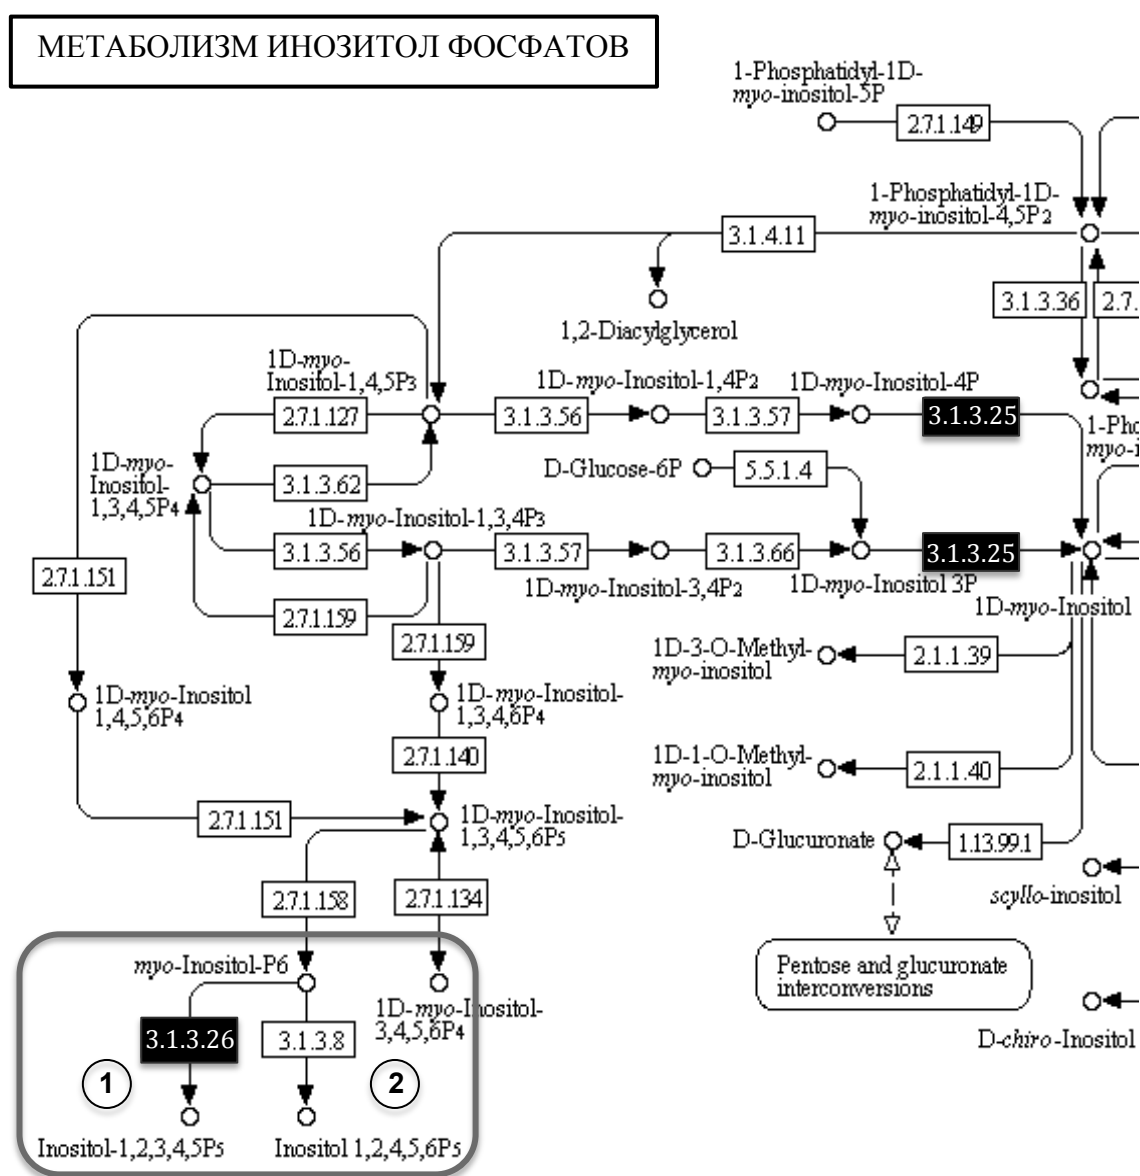 МЕТАБОЛИЗМ ИНОЗИТОЛ ФОСФАТОВ
1-Phosphatidyl-1D-
myo-inositol-5P
2.7.1.149
1-Phosphatidyl-1D-
myo-inositol-4,5P2
3.1.4.11
3.1.3.36
2.7.
1,2-Diacylglycerol
1D-myo-
Inositol-1,4,5P3
1D-myo-Inositol-1,4P2
1D-myo-Inositol-4P
2.7.1.127
3.1.3.56
3.1.3.57
3.1.3.25
1-Pho
myo-i
1D-myo-
Inositol-
1,3,4,5P4
3.1.3.62
D-Glucose-6P
5.5.1.4
1D-myo-Inositol-1,3,4P3
3.1.3.56
3.1.3.57
3.1.3.66
3.1.3.25
2.7.1.151
1D-myo-Inositol-3,4P2
1D-myo-Inositol 3P
1D-myo-Inositol
2.7.1.159
2.7.1.159
1D-3-O-Methyl-
myo-inositol
2.1.1.39
1D-myo-Inositol
1,4,5,6P4
1D-myo-Inositol-
1,3,4,6P4
2.7.1.140
1D-1-O-Methyl-
myo-inositol
2.1.1.40
2.7.1.151
1D-myo-Inositol-
1,3,4,5,6P5
D-Glucuronate
1.13.99.1
2.7.1.158
2.7.1.134
scyllo-inositol
myo-Inositol-P6
1D-myo-Inositol-
3,4,5,6P4
Pentose and glucuronate
interconversions
3.1.3.26
3.1.3.8
D-chiro-Inositol
1
2
Inositol-1,2,3,4,5P5
Inositol 1,2,4,5,6P5